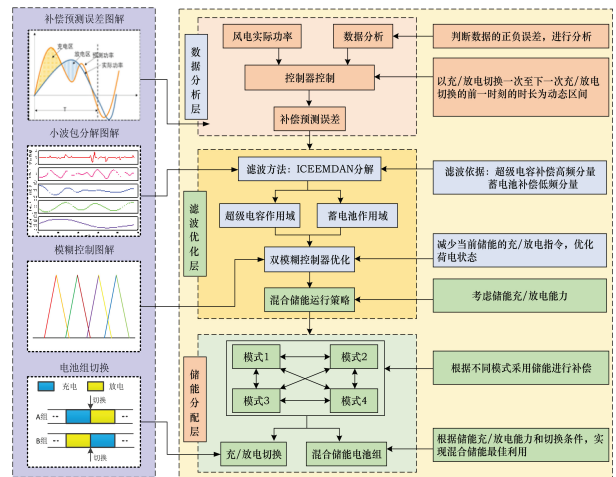 补偿预测误差图解
充电区
放电区
预测功率
实际功率
T
小波包分解图解
模糊控制图解
电池组切换
充电
放电
切换
A组
B组
切换
数据分析层
风电实际功率
数据分析
控制器控制
补偿预测误差
判断数据的正负误差，进行分析
以充/放电切换一次至下一次充/放电
切换的前一时刻的时长为动态区间
滤波优化层
滤波方法：ICEEMDAN分解
超级电容作用域
蓄电池作用域
双模糊控制器优化
混合储能运行策略
滤波依据：超级电容补偿高频分量
蓄电池补偿低频分量
减少当前储能的充/放电指令，优化
荷电状态
考虑储能充/放电能力
储能分配层
模式1
模式2
模式3
模式4
充/放电切换
混合储能电池组
根据不同模式采用储能进行补偿
根据储能充/放电能力和切换条件，实
现混合储能最佳利用